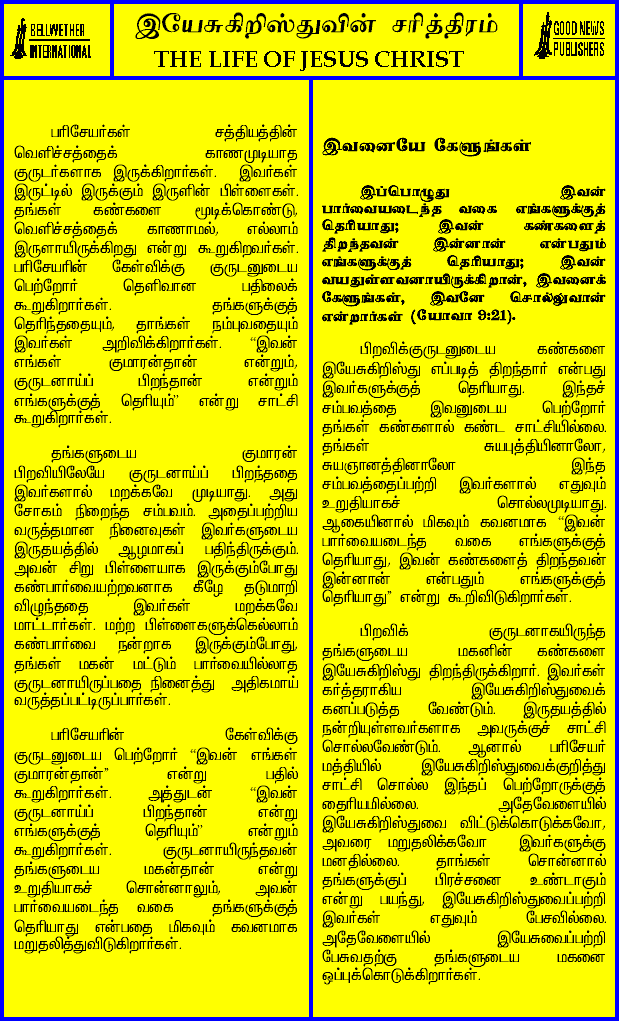 BELLWETHER
INTERNATIONAL
இயேசுகிறிஸ்துவின் சரித்திரம்
THE LIFE OF JESUS CHRIST
GOOD NEWS
PUBLISHERS
பரிசேயர்கள் சத்தியத்தின்
வெளிச்சத்தைக் காணமுடியாத
குருடர்களாக இருக்கிறார்கள். இவர்கள்
இருட்டில் இருக்கும் இருளின் பிள்ளைகள்.
தங்கள் கண்களை மூடிக்கொண்டு,
வெளிச்சத்தைக் காணாமல், எல்லாம்
இருளாயிருக்கிறது என்று கூறுகிறவர்கள்.
பரிசேயரின் கேள்விக்கு குருடனுடைய
பெற்றோர் தெளிவான பதிலைக்
கூறுகிறார்கள். தங்களுக்குத்
தெரிந்ததையும், தாங்கள் நம்புவதையும்
இவர்கள் அறிவிக்கிறார்கள். “இவன்
எங்கள் குமாரன்தான் என்றும்,
குருடனாய்ப் பிறந்தான் என்றும்
எங்களுக்குத் தெரியும்” என்று சாட்சி
கூறுகிறார்கள்.
தங்களுடைய குமாரன்
பிறவியிலேயே குருடனாய்ப் பிறந்ததை
இவர்களால் மறக்கவே முடியாது. அது
சோகம் நிறைந்த சம்பவம். அதைப்பற்றிய
வருத்தமான நினைவுகள் இவர்களுடைய
இருதயத்தில் ஆழமாகப் பதிந்திருக்கும்.
அவன் சிறு பிள்ளையாக இருக்கும்போது
கண்பார்வையற்றவனாக கீழே தடுமாறி
விழுந்ததை இவர்கள் மறக்கவே
மாட்டார்கள். மற்ற பிள்ளைகளுக்கெல்லாம்
கண்பார்வை நன்றாக இருக்கும்போது,
தங்கள் மகன் மட்டும் பார்வையில்லாத
குருடனாயிருப்பதை நினைத்து அதிகமாய்
வருத்தப்பட்டிருப்பார்கள்.
பரிசேயரின் கேள்விக்கு
குருடனுடைய பெற்றோர் “இவன் எங்கள்
குமாரன்தான்” என்று பதில்
கூறுகிறார்கள். அத்துடன் “இவன்
குருடனாய்ப் பிறந்தான் என்று
எங்களுக்குத் தெரியும்” என்றும்
கூறுகிறார்கள். குருடனாயிருந்தவன்
தங்களுடைய மகன்தான் என்று
உறுதியாகச் சொன்னாலும், அவன்
பார்வையடைந்த வகை தங்களுக்குத்
தெரியாது என்பதை மிகவும் கவனமாக
மறுதலித்துவிடுகிறார்கள்.
இவனையே கேளுங்கள்
இப்பொழுது இவன்
பார்வையடைந்த வகை எங்களுக்குத்
தெரியாது; இவன் கண்களைத்
திறந்தவன் இன்னான் என்பதும்
எங்களுக்குத் தெரியாது; இவன்
வயதுள்ளவனாயிருக்கிறான், இவனைக்
கேளுங்கள், இவனே சொல்லுவான்
என்றார்கள் (யோவா 9:21).
பிறவிக்குருடனுடைய கண்களை
இயேசுகிறிஸ்து எப்படித் திறந்தார் என்பது
இவர்களுக்குத் தெரியாது. இந்தச்
சம்பவத்தை இவனுடைய பெற்றோர்
தங்கள் கண்களால் கண்ட சாட்சியில்லை.
தங்கள் சுயபுத்தியினாலோ,
சுயஞானத்தினாலோ இந்த
சம்பவத்தைப்பற்றி இவர்களால் எதுவும்
உறுதியாகச் சொல்லமுடியாது.
ஆகையினால் மிகவும் கவனமாக “இவன்
பார்வையடைந்த வகை எங்களுக்குத்
தெரியாது, இவன் கண்களைத் திறந்தவன்
இன்னான் என்பதும் எங்களுக்குத்
தெரியாது” என்று கூறிவிடுகிறார்கள்.
பிறவிக் குருடனாகயிருந்த
தங்களுடைய மகனின் கண்களை
இயேசுகிறிஸ்து திறந்திருக்கிறார். இவர்கள்
கர்த்தராகிய இயேசுகிறிஸ்துவைக்
கனப்படுத்த வேண்டும். இருதயத்தில்
நன்றியுள்ளவர்களாக அவருக்குச் சாட்சி
சொல்லவேண்டும். ஆனால் பரிசேயர்
மத்தியில் இயேசுகிறிஸ்துவைக்குறித்து
சாட்சி சொல்ல இந்தப் பெற்றோருக்குத்
தைரியமில்லை. அதேவேளையில்
இயேசுகிறிஸ்துவை விட்டுக்கொடுக்கவோ,
அவரை மறுதலிக்கவோ இவர்களுக்கு
மனதில்லை. தாங்கள் சொன்னால்
தங்களுக்குப் பிரச்சனை உண்டாகும்
என்று பயந்து, இயேசுகிறிஸ்துவைப்பற்றி
இவர்கள் எதுவும் பேசவில்லை.
அதேவேளையில் இயேசுவைப்பற்றி
பேசுவதற்கு தங்களுடைய மகனை
ஒப்புக்கொடுக்கிறார்கள்.